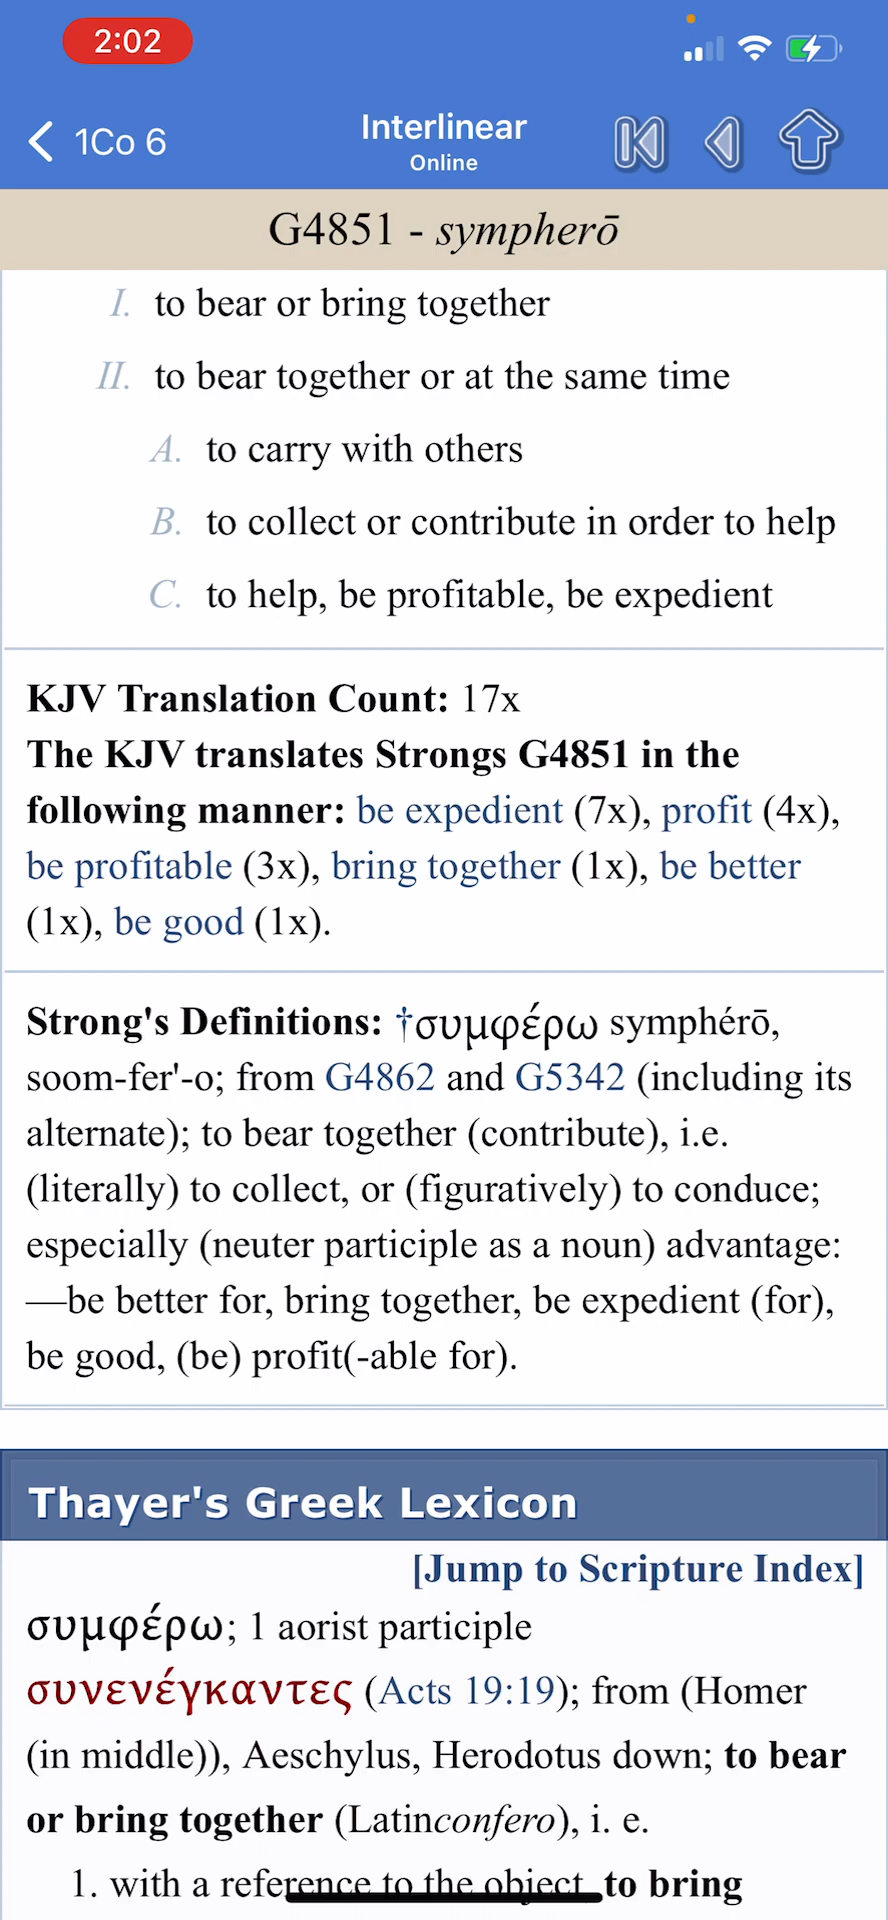 2:02
1Co 6
Interlinear
Online
G4851 - sympherō
I. to bear or bring together
II. to bear together or at the same time
A. to carry with others
B. to collect or contribute in order to help
C. to help, be profitable, be expedient
KJV Translation Count: 17x
The KJV translates Strongs G4851 in the
following manner: be expedient (7x), profit (4x),
be profitable (3x), bring together (1x), be better
(1x), be good (1x).
Strong's Definitions: †συμφέρω symphérō,
soom-fer'-o; from G4862 and G5342 (including its
alternate); to bear together (contribute), i.e.
(literally) to collect, or (figuratively) to conduce;
especially (neuter participle as a noun) advantage:
—be better for, bring together, be expedient (for),
be good, (be) profit(-able for).
Thayer's Greek Lexicon
[Jump to Scripture Index]
συμφέρω; 1 aorist participle
συνενέγκαντες (Acts 19:19); from (Homer
(in middle)), Aeschylus, Herodotus down; to bear
or bring together (Latinconfero), i. e.
1. with a reference to the object, to bring